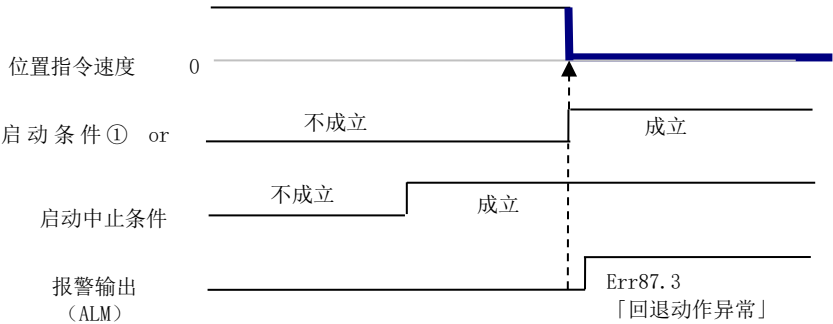 位置指令速度 0
不成立
成立
启动条件① or
不成立
成立
启动中止条件
报警输出
（ALM）
Err87.3
「回退动作异常」